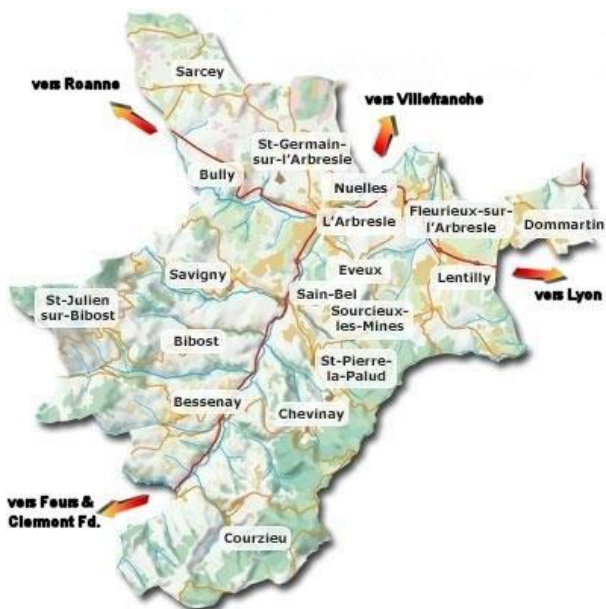 Sarcey
vers Roanne
vers Villefranche
St-Germain-
sur-l'Arbresle
Bully
Nuelles
L'Arbresle
Fleurieux-sur-
l'Arbresle
Dommartin
Savigny
Eveux
Lentilly
vers Lyon
St-Julien
sur-Bibost
Sain-Bel
Sourcieux-
les-Mines
Bibost
St-Pierre-
la-Palud
Bessenay
Chevinay
vers Feurs &
Clermont Fd.
Courzieu